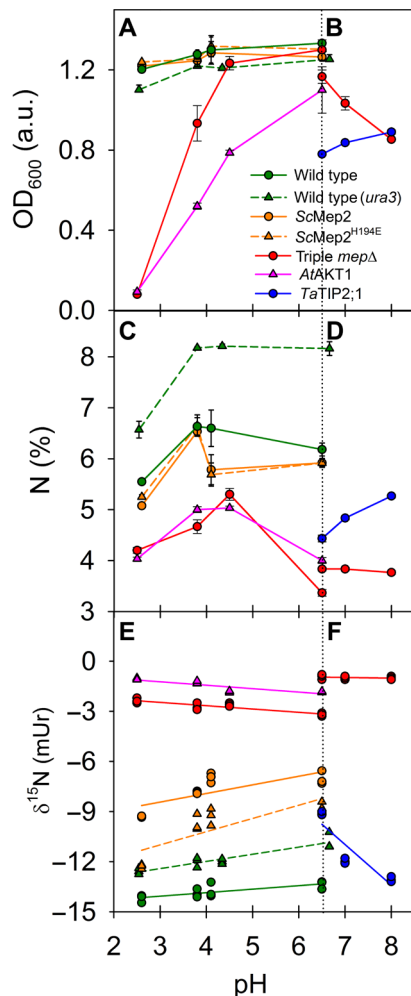 A
B
1.2
0.8
0.4
0.0
OD600 (a.u.)
Wild type
Wild type (ura3)
ScMep2
ScMep2H194E
Triple mepΔ
AtAKT1
TaTIP2;1
C
D
8
7
6
5
4
3
N (%)
E
F
0
−3
−6
−9
−12
−15
δ15N (mUr)
2 3 4 5 6 7 8
pH